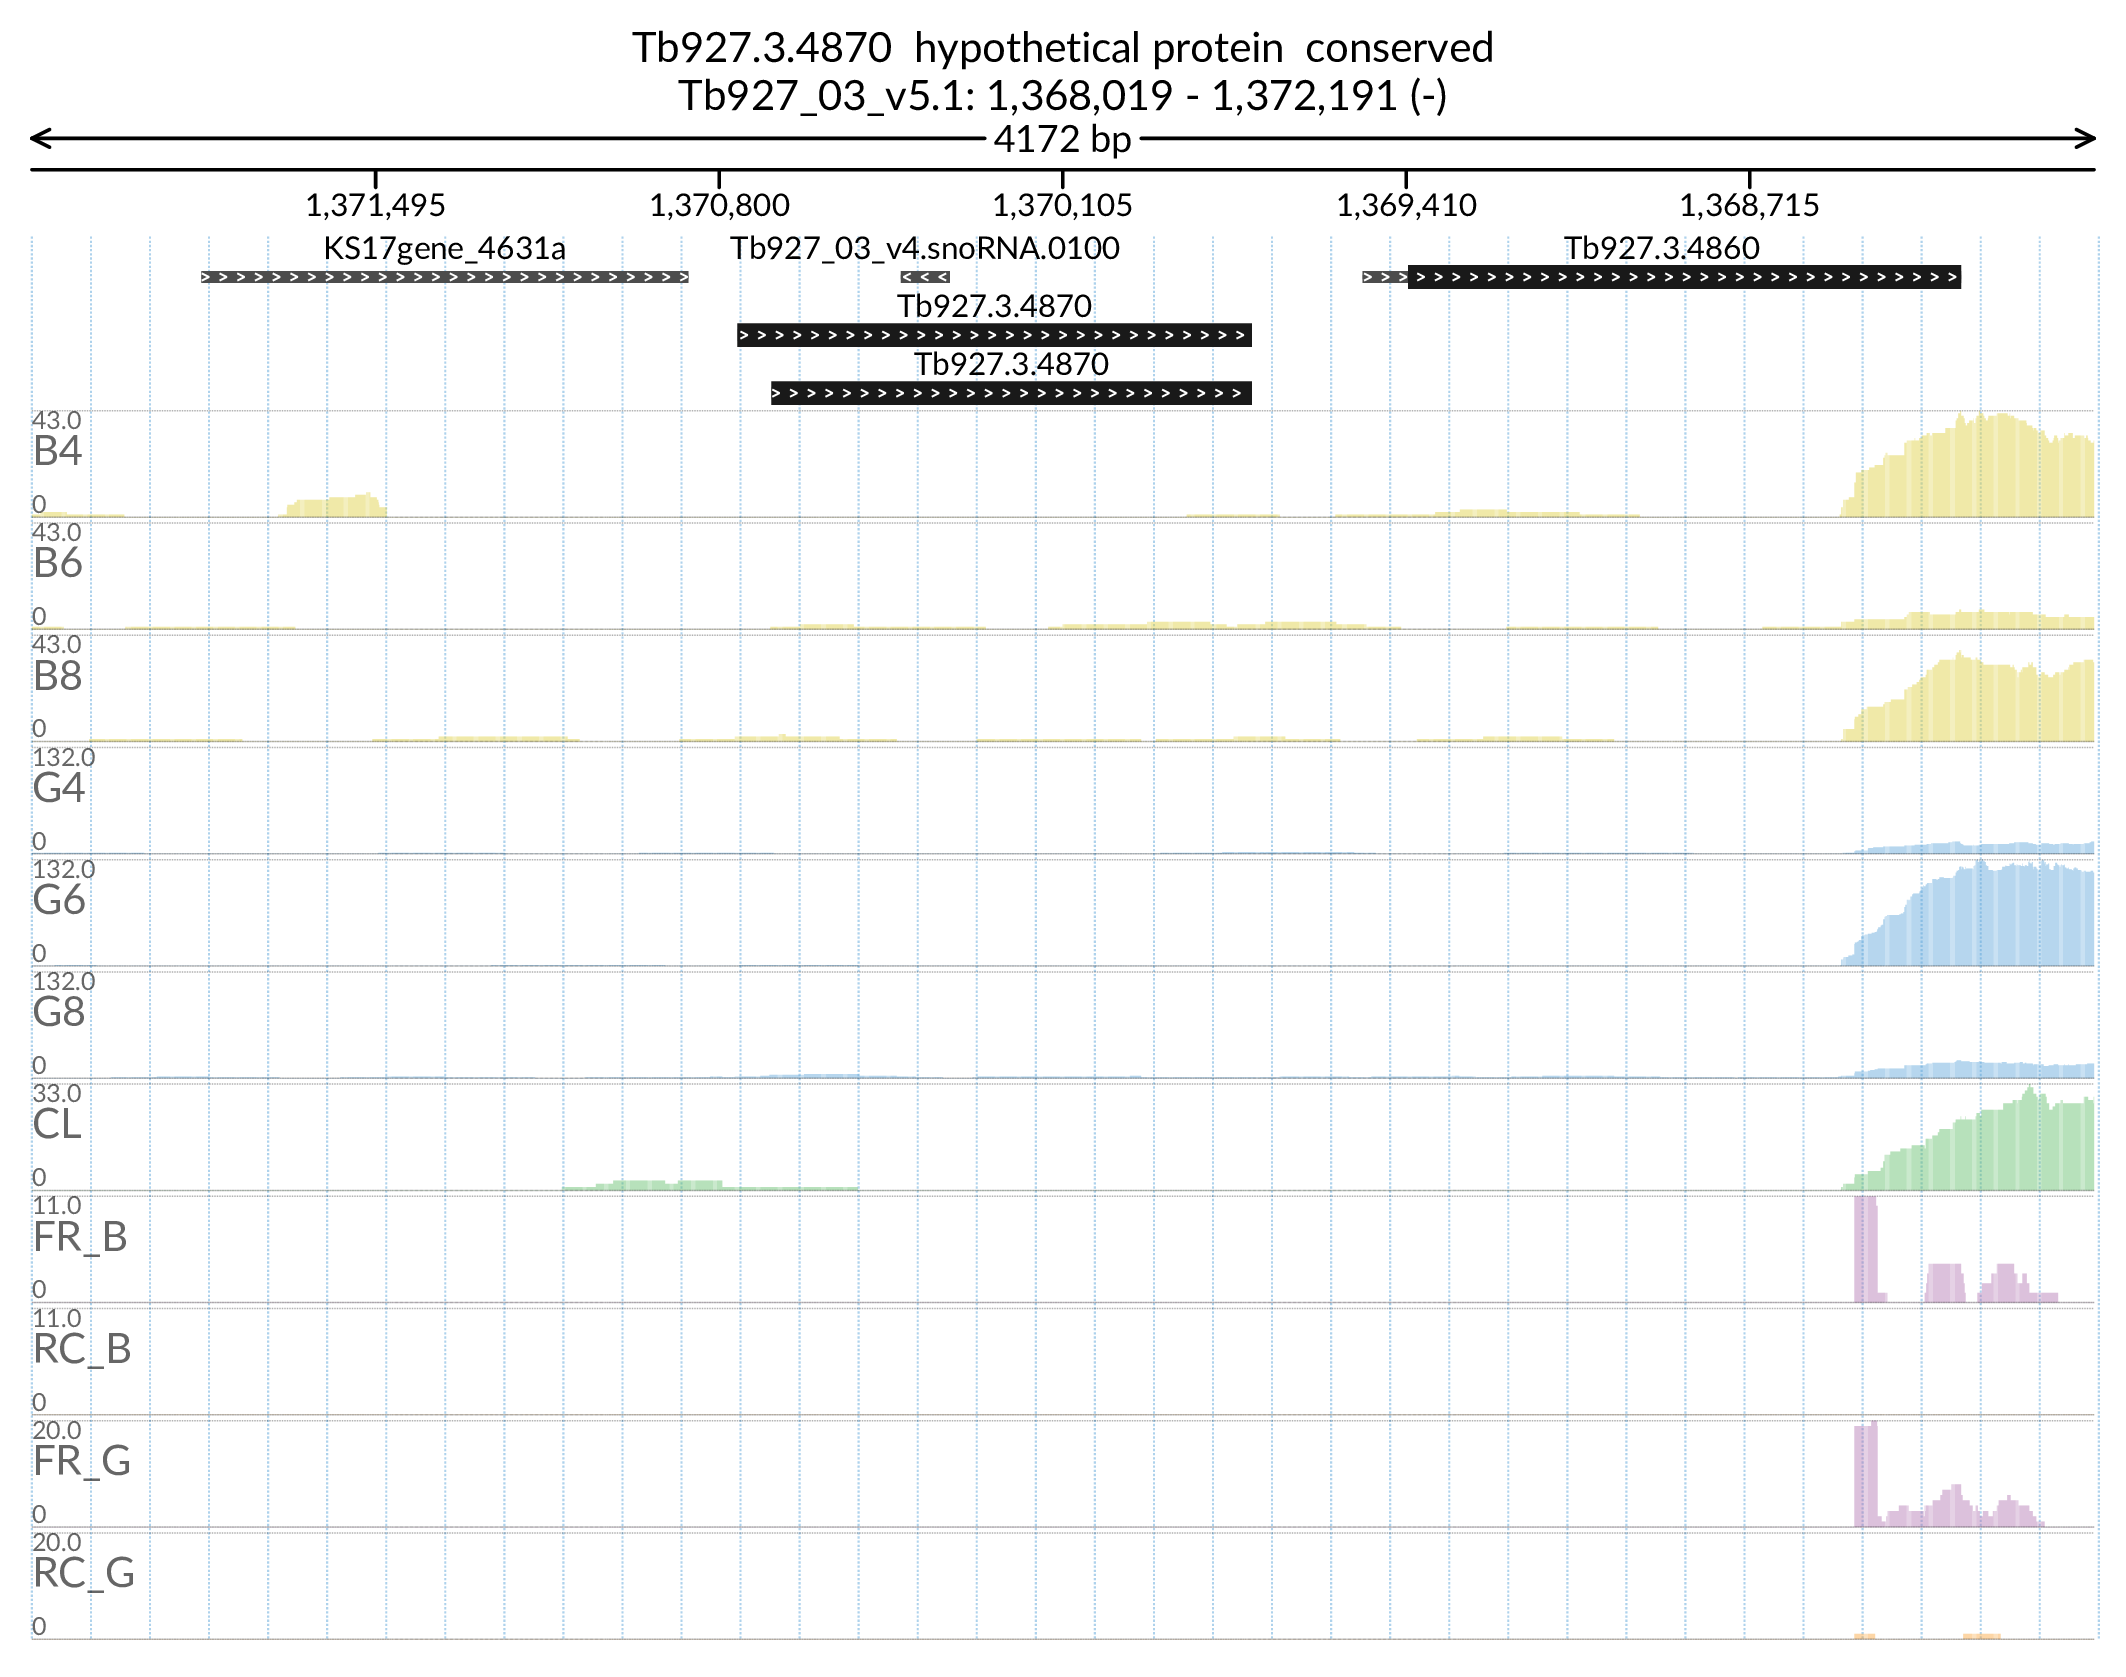 Tb927.3.4870  hypothetical protein  conserved
Tb927_03_v5.1: 1,368,019 - 1,372,191 (-)
4172 bp
1,371,495 1,370,800 1,370,105 1,369,410 1,368,715
KS17gene_4631a Tb927_03_v4.snoRNA.0100 Tb927.3.4860
Tb927.3.4870
Tb927.3.4870
43.0
B4
0
43.0
B6
0
43.0
B8
0
132.0
G4
0
132.0
G6
0
132.0
G8
0
33.0
CL
0
11.0
FR_B
0
11.0
RC_B
0
20.0
FR_G
0
20.0
RC_G
0